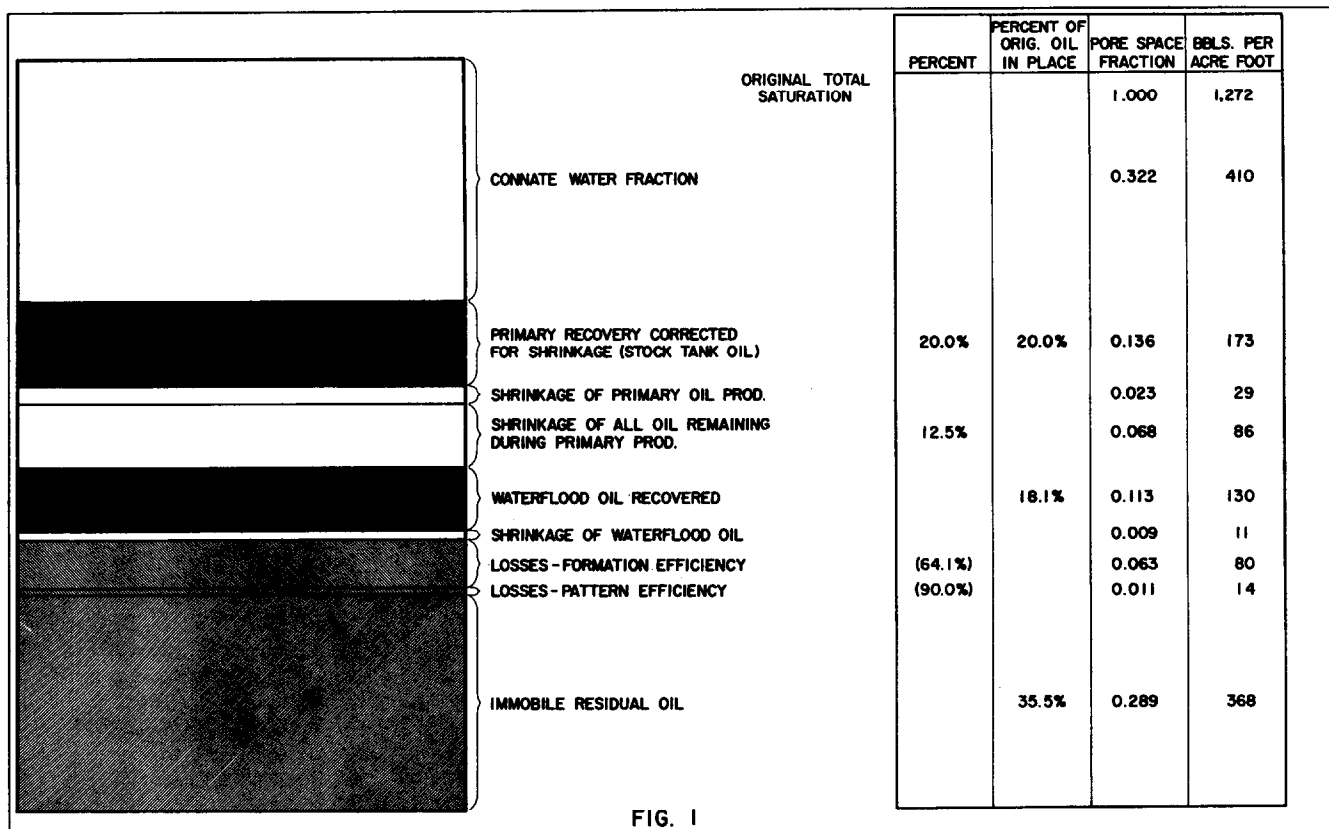 PERCENT
PERCENT OF
ORIG. OIL
IN PLACE
PORE SPACE
FRACTION
BBLS. PER
ACRE FOOT
ORIGINAL TOTAL
SATURATION
1.000 1,272
CONNATE WATER FRACTION 0.322 410
PRIMARY RECOVERY CORRECTED
FOR SHRINKAGE (STOCK TANK OIL) 20.0% 20.0% 0.136 173
SHRINKAGE OF PRIMARY OIL PROD. 0.023 29
SHRINKAGE OF ALL OIL REMAINING
DURING PRIMARY PROD. 12.5% 0.068 86
WATERFLOOD OIL RECOVERED 18.1% 0.113 130
SHRINKAGE OF WATERFLOOD OIL 0.009 11
LOSSES-FORMATION EFFICIENCY (64.1%) 0.063 80
LOSSES-PATTERN EFFICIENCY (90.0%) 0.011 14
IMMOBILE RESIDUAL OIL 35.5% 0.289 368
FIG. 1